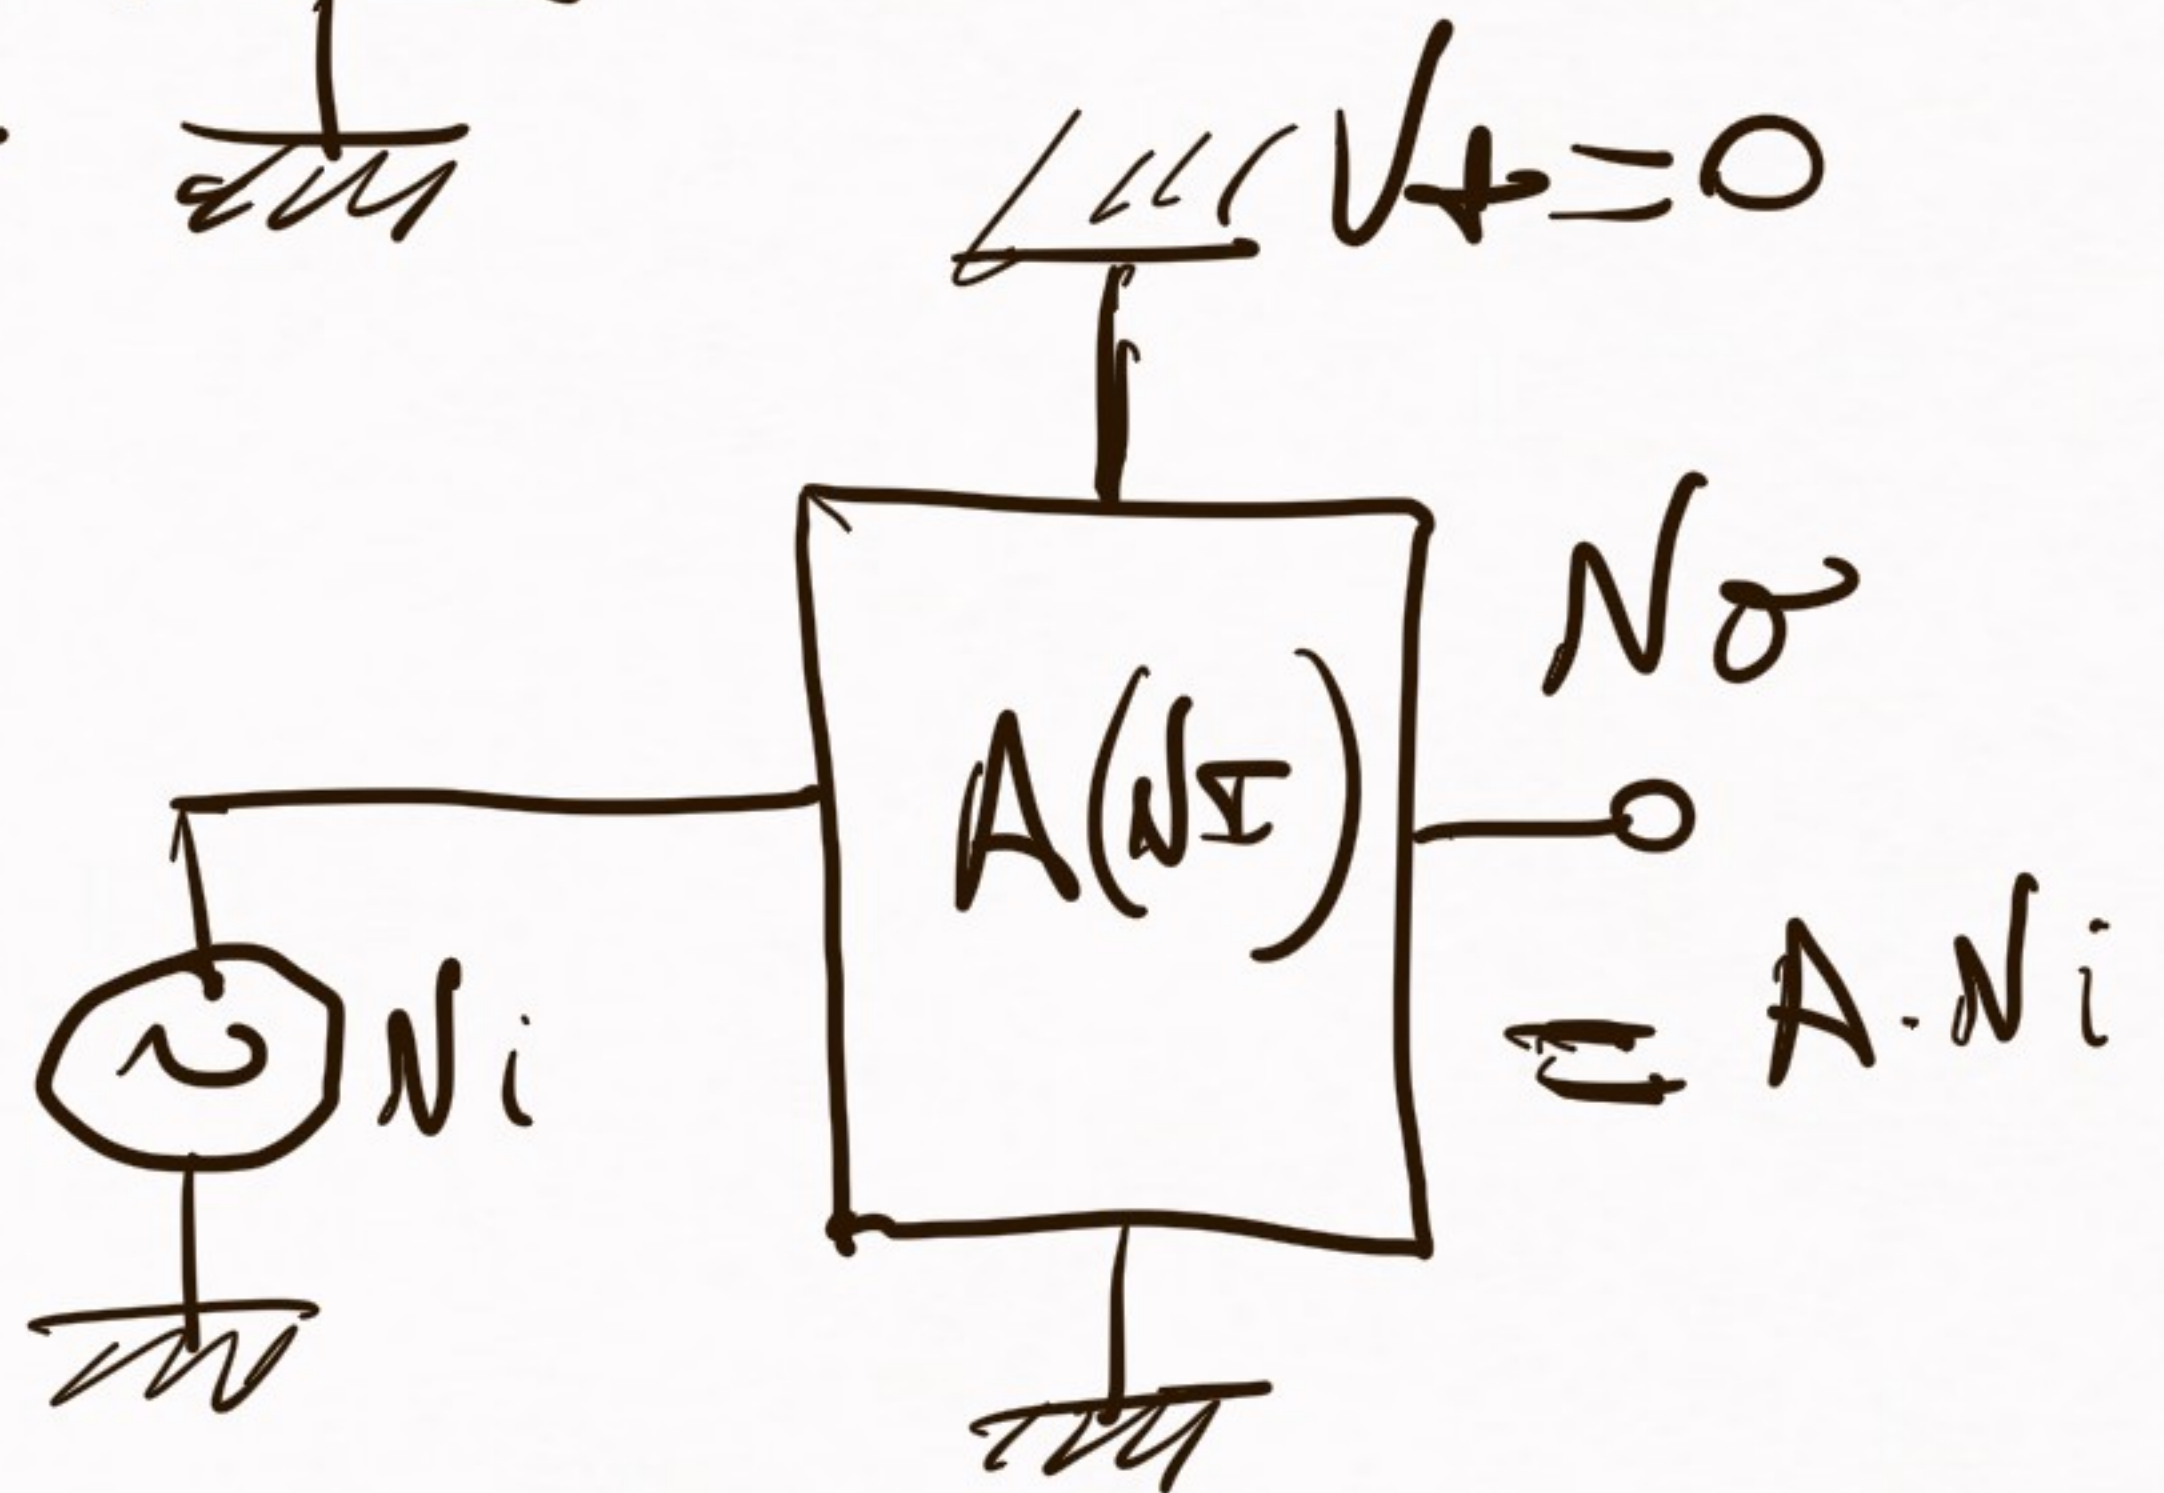 V+=0
No
A(NI)
= A.Ni
Ni